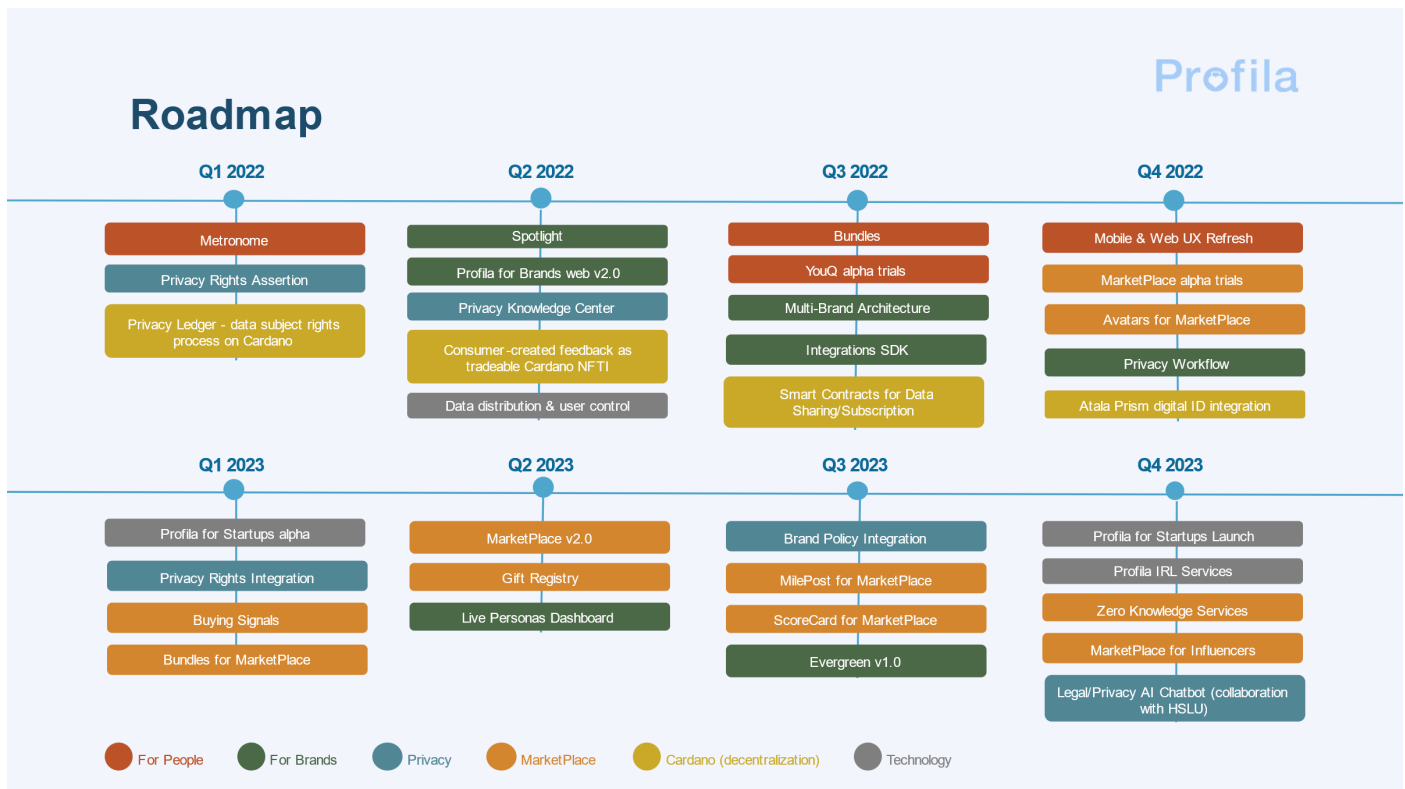 Profila
Roadmap
Q1 2022
Metronome
Privacy Rights Assertion
Privacy Ledger - data subject rights
process on Cardano
Q2 2022
Spotlight
Profila for Brands web v2.0
Privacy Knowledge Center
Consumer-created feedback as
tradeable Cardano NFTI
Data distribution & user control
Q3 2022
Bundles
YouQ alpha trials
Multi-Brand Architecture
Integrations SDK
Smart Contracts for Data
Sharing/Subscription
Q4 2022
Mobile & Web UX Refresh
MarketPlace alpha trials
Avatars for MarketPlace
Privacy Workflow
Atala Prism digital ID integration
Q1 2023
Profila for Startups alpha
Privacy Rights Integration
Buying Signals
Bundles for MarketPlace
Q2 2023
MarketPlace v2.0
Gift Registry
Live Personas Dashboard
Q3 2023
Brand Policy Integration
MilePost for MarketPlace
ScoreCard for MarketPlace
Evergreen v1.0
Q4 2023
Profila for Startups Launch
Profila IRL Services
Zero Knowledge Services
MarketPlace for Influencers
Legal/Privacy AI Chatbot (collaboration
with HSLU)
For People
For Brands
Privacy
MarketPlace
Cardano (decentralization)
Technology